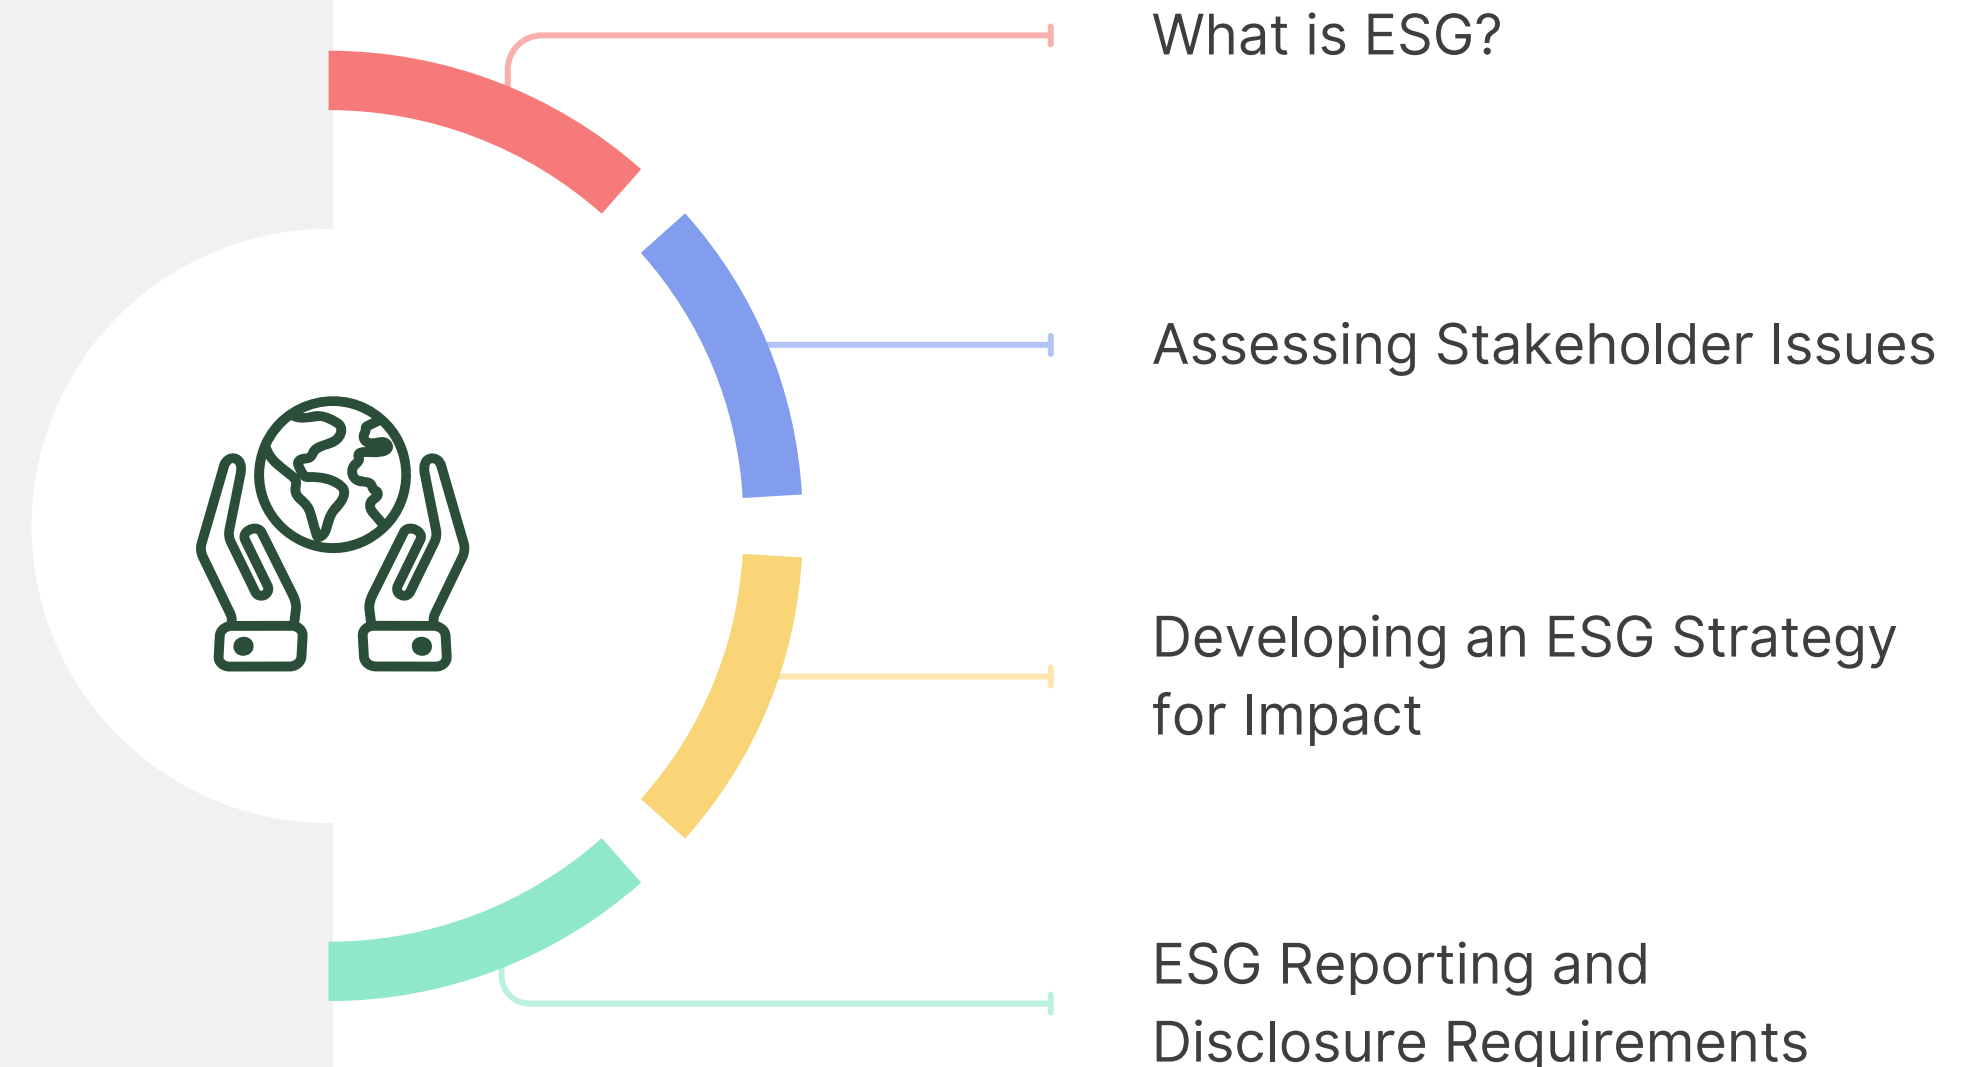 What is ESG?
Assessing Stakeholder Issues
Developing an ESG Strategy
for Impact
ESG Reporting and
Disclosure Requirements